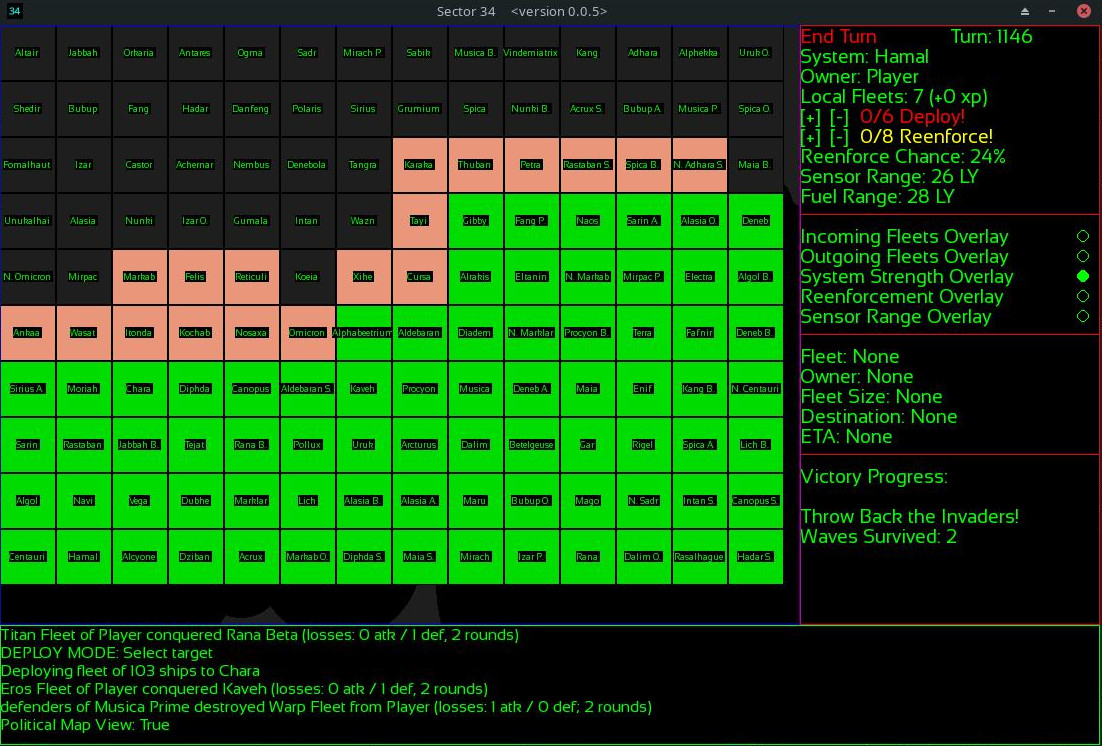 34 Sector 34 <version 0.0.5>
Altair Jabbah Orkaria Antares Ogma Sadr Mirach P. Sabik Musica B. Vindemiatrix Kang Adhara Alphekka Uruk O.
Shedir Bubup Fang Hadar Danfeng Polaris Sirius Grumium Spica Nunki B. Acrux S. Bubup A. Musica P. Spica O.
Fomalhaut Izar Castor Achernar Nembus Denebola Tangra Karaka Thuban Petra Rastaban S. Spica B. N. Adhara S. Maia B.
Unukalhai Alasia Nunki Izar O. Gumala Intan Wazn Tayi Gibby Fang P. Naos Sarin A. Alasia O. Deneb
N. Omicron Mirpac Markab Felis Reticuli Koeia Xihe Cursa Alrakis Eltanin N. Markab Mirpac P. Electra Algol B.
Ankaa Wasat Itonda Kochab Nosaxa Omicron Alphabeetrium Aldebaran Diadem N. Marklar Procyon B. Terra Fafnir Deneb B.
Sirius A. Moriah Chara Diphda Canopus Aldebaran S. Kaveh Procyon Musica Deneb A. Maia Enif Kang B. N. Centauri
Sarin Rastaban Jabbah B. Tejat Rana B. Pollux Uruk Arcturus Dalim Betelgeuse Gar Rigel Spica A. Lich B.
Algol Navi Vega Dubhe Marklar Lich Alasia B. Alasia A. Maru Bubup O. Mago N. Sadr Intan S. Canopus S.
Centauri Hamal Alcyone Dziban Acrux Markab O. Diphda S. Maia S. Mirach Izar P. Rana Dalim O. Rasalhague Hadar S.
End Turn Turn: 1146
System: Hamal
Owner: Player
Local Fleets: 7 (+0 xp)
[+] [-] 0/6 Deploy!
[+] [-] 0/8 Reenforce!
Reenforce Chance: 24%
Sensor Range: 26 LY
Fuel Range: 28 LY
Incoming Fleets Overlay
Outgoing Fleets Overlay
System Strength Overlay
Reenforcement Overlay
Sensor Range Overlay
Fleet: None
Owner: None
Fleet Size: None
Destination: None
ETA: None
Victory Progress:
Throw Back the Invaders!
Waves Survived: 2
Titan Fleet of Player conquered Rana Beta (losses: 0 atk / 1 def, 2 rounds)
DEPLOY MODE: Select target
Deploying fleet of 103 ships to Chara
Eros Fleet of Player conquered Kaveh (losses: 0 atk / 1 def, 2 rounds)
defenders of Musica Prime destroyed Warp Fleet from Player (losses: 1 atk / 0 def; 2 rounds)
Political Map View: True